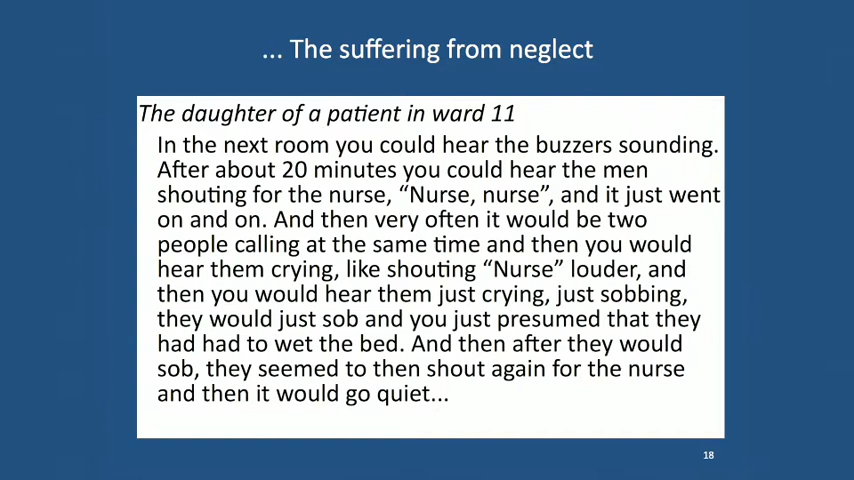 ... The suffering from neglect
The daughter of a patient in ward 11
In the next room you could hear the buzzers sounding.
After about 20 minutes you could hear the men
shouting for the nurse, “Nurse, nurse”, and it just went
on and on. And then very often it would be two
people calling at the same time and then you would
hear them crying, like shouting “Nurse” louder, and
then you would hear them just crying, just sobbing,
they would just sob and you just presumed that they
had had to wet the bed. And then after they would
sob, they seemed to then shout again for the nurse
and then it would go quiet...
18